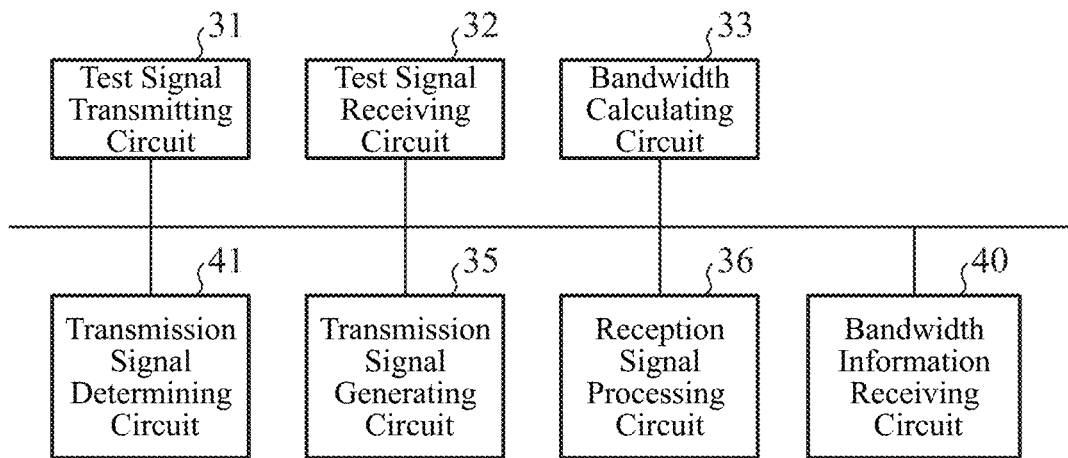 31
Test Signal
Transmitting
Circuit
32
Test Signal
Receiving
Circuit
33
Bandwidth
Calculating
Circuit
41
Transmission
Signal
Determining
Circuit
35
Transmission
Signal
Generating
Circuit
36
Reception
Signal
Processing
Circuit
40
Bandwidth
Information
Receiving
Circuit